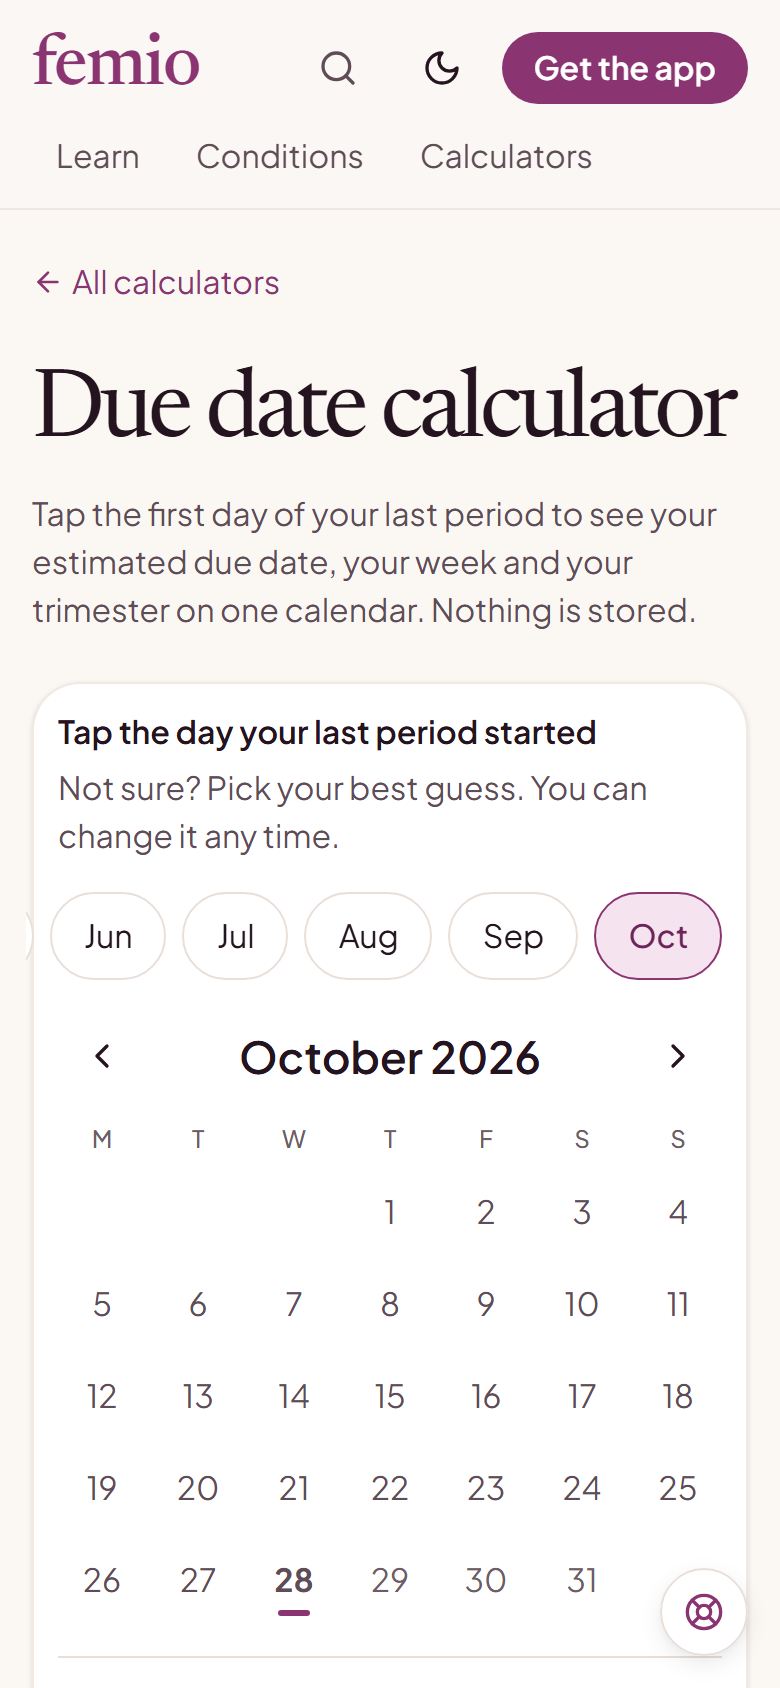 femio
Get the app
Learn Conditions Calculators
← All calculators
Due date calculator
Tap the first day of your last period to see your
estimated due date, your week and your
trimester on one calendar. Nothing is stored.
Tap the day your last period started
Not sure? Pick your best guess. You can
change it any time.
Jun Jul Aug Sep Oct
October 2026
M T W T F S S
1 2 3 4
5 6 7 8 9 10 11
12 13 14 15 16 17 18
19 20 21 22 23 24 25
26 27 28 29 30 31